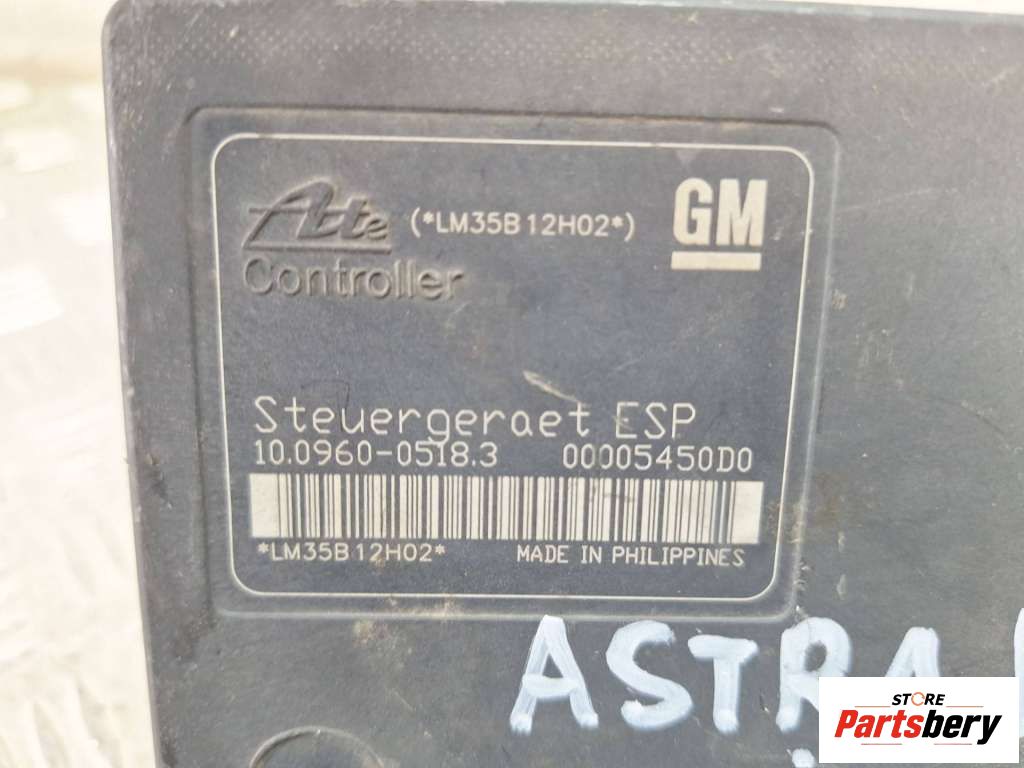 Ate (*LM35B12H02*) GM
Controller
Steuergeraet ESP
10.0960-0518.3 00005450D0
*LM35B12H02* MADE IN PHILIPPINES
ASTRA
STORE
Partsbery